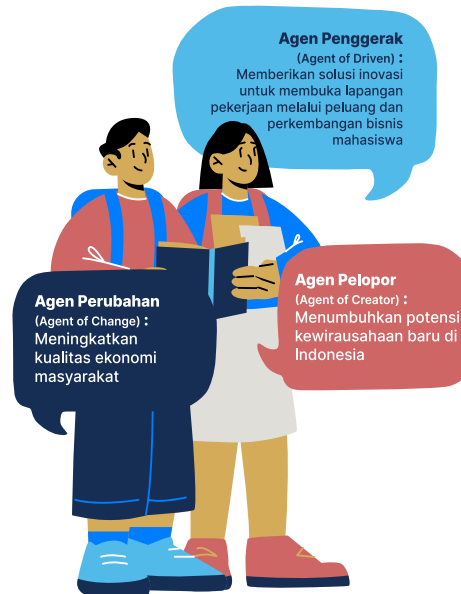 Agen Penggerak
(Agent of Driven) :
Memberikan solusi inovasi
untuk membuka lapangan
pekerjaan melalui peluang dan
perkembangan bisnis
mahasiswa
Agen Pelopor
(Agent of Creator) :
Menumbuhkan potensi
kewirausahaan baru di
Indonesia
Agen Perubahan
(Agent of Change) :
Meningkatkan
kualitas ekonomi
masyarakat